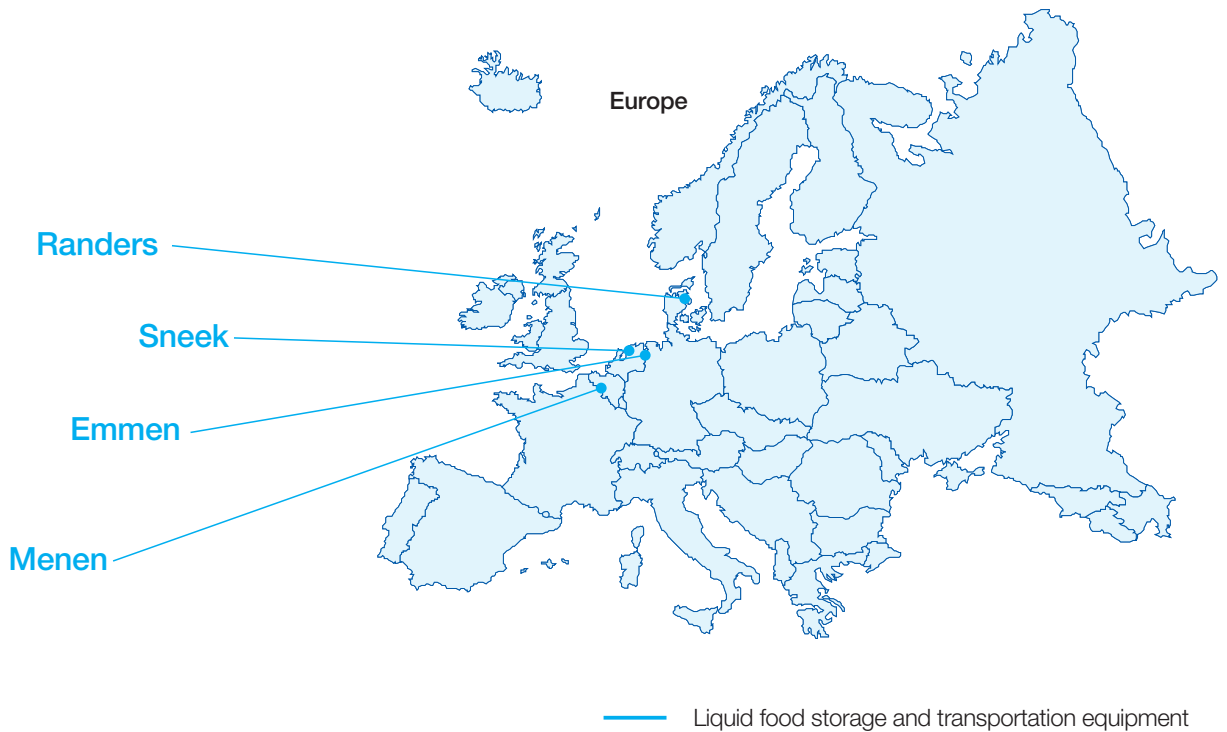 Europe
Randers
Sneek
Emmen
Menen
Liquid food storage and transportation equipment